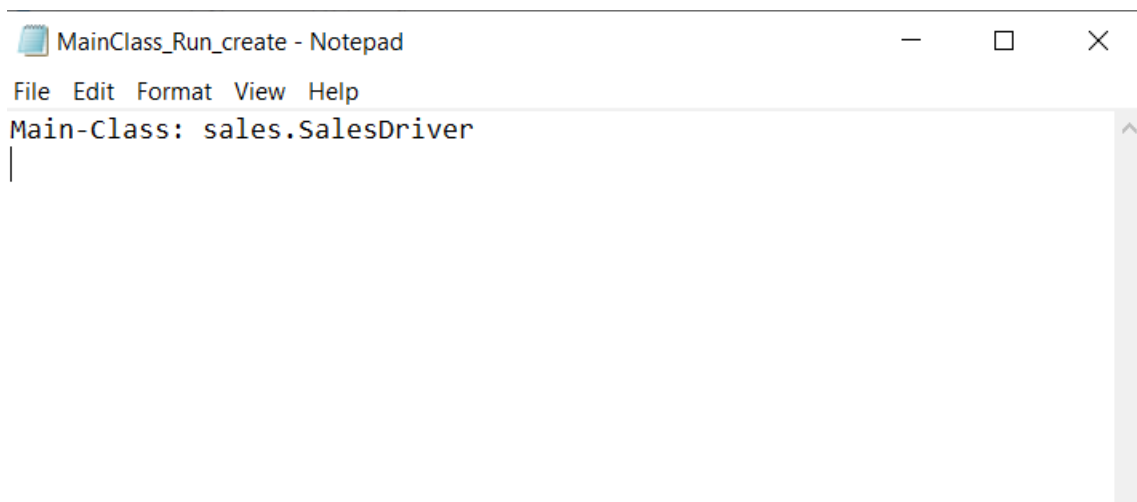 MainClass_Run_create - Notepad
File Edit Format View Help
Main-Class: sales.SalesDriver